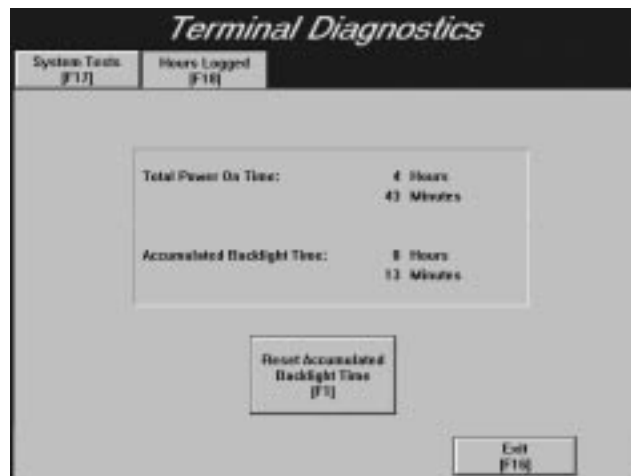 Terminal Diagnostics
System Tests
[F17]
Hours Logged
[F18]
Total Power On Time:
4 Hours
43 Minutes
Accumulated Backlight Time:
Hours
13 Minutes
Reset Accumulated
Backlight Time
[F1]
Exit
[F16]